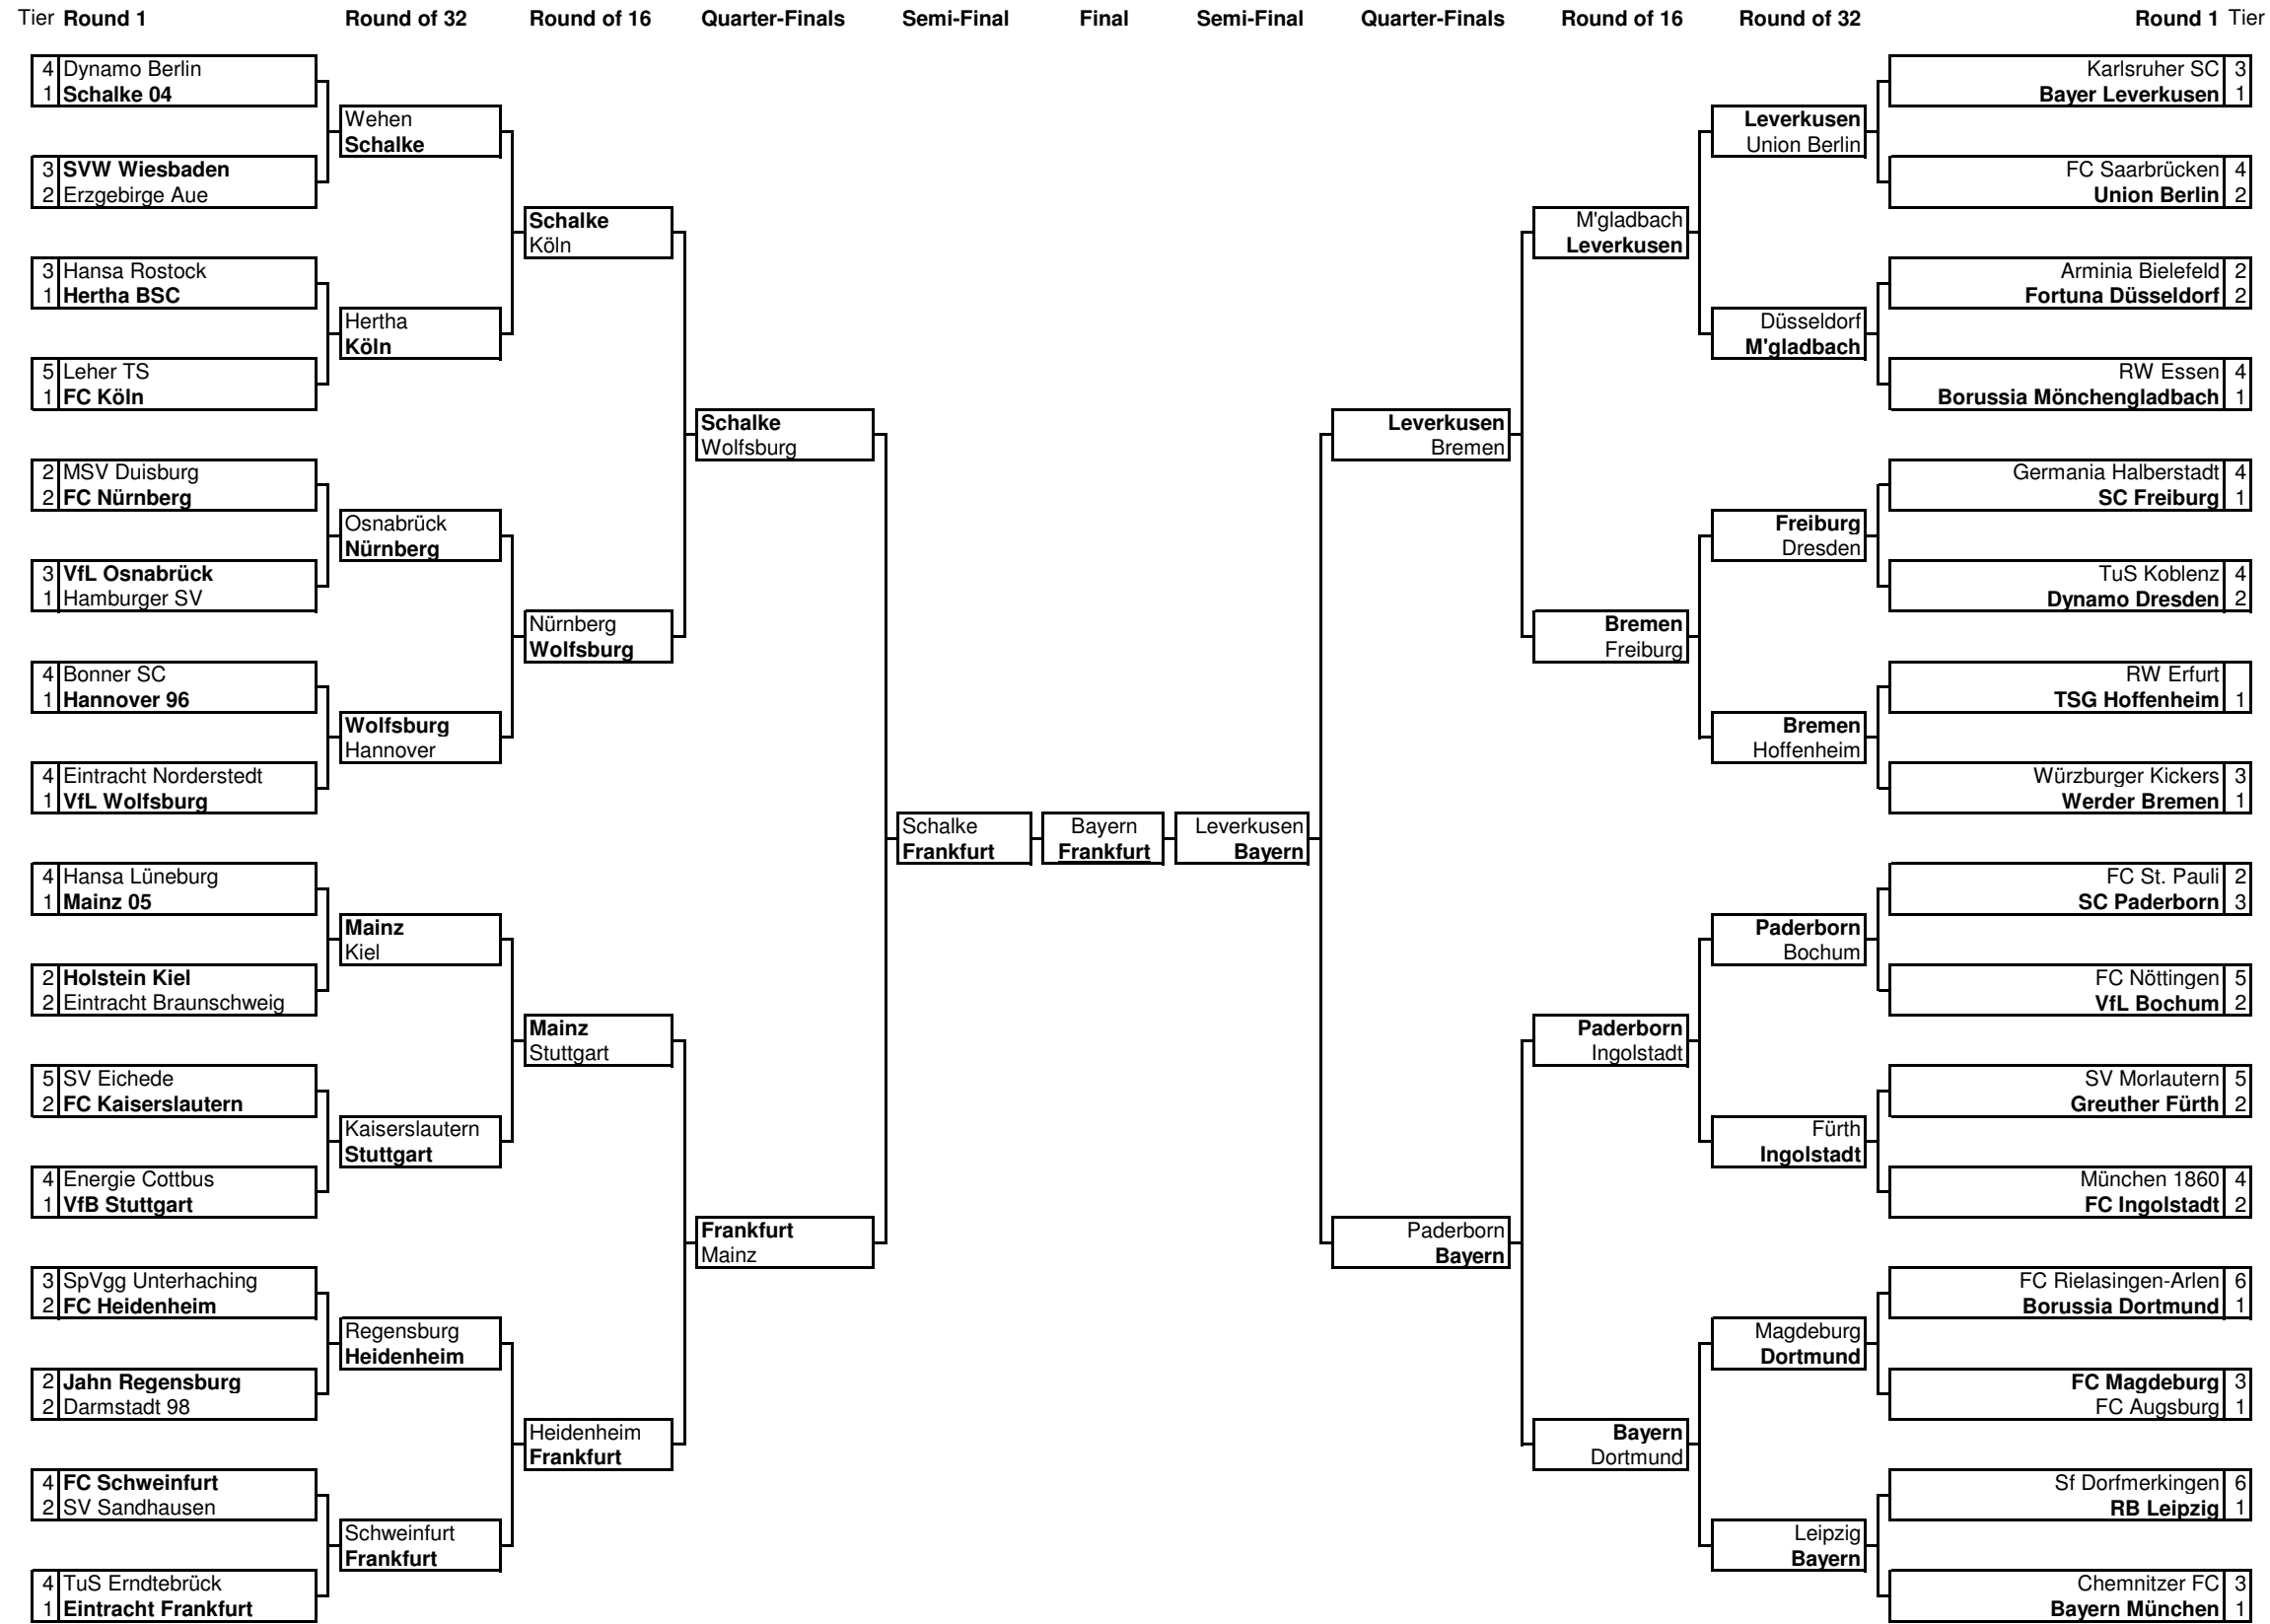 Tier Round 1 Round of 32 Round of 16 Quarter-Finals Semi-Final Final Semi-Final Quarter-Finals Round of 16 Round of 32 Round 1 Tier
4 Dynamo Berlin
1 Schalke 04
3 SVW Wiesbaden
2 Erzgebirge Aue
3 Hansa Rostock
1 Hertha BSC
5 Leher TS
1 FC Köln
2 MSV Duisburg
2 FC Nürnberg
3 VfL Osnabrück
1 Hamburger SV
4 Bonner SC
1 Hannover 96
4 Eintracht Norderstedt
1 VfL Wolfsburg
4 Hansa Lüneburg
1 Mainz 05
2 Holstein Kiel
2 Eintracht Braunschweig
5 SV Eichede
2 FC Kaiserslautern
4 Energie Cottbus
1 VfB Stuttgart
3 SpVgg Unterhaching
2 FC Heidenheim
2 Jahn Regensburg
2 Darmstadt 98
4 FC Schweinfurt
2 SV Sandhausen
4 TuS Erndtebrück
1 Eintracht Frankfurt
Wehen
Schalke
Hertha
Köln
Osnabrück
Nürnberg
Wolfsburg
Hannover
Mainz
Kiel
Kaiserslautern
Stuttgart
Regensburg
Heidenheim
Schweinfurt
Frankfurt
Schalke
Köln
Nürnberg
Wolfsburg
Mainz
Stuttgart
Heidenheim
Frankfurt
Schalke
Wolfsburg
Frankfurt
Mainz
Schalke
Frankfurt
Bayern
Frankfurt
Leverkusen
Bayern
Leverkusen
Bremen
Paderborn
Bayern
M'gladbach
Leverkusen
Bremen
Freiburg
Paderborn
Ingolstadt
Bayern
Dortmund
Leverkusen
Union Berlin
Düsseldorf
M'gladbach
Freiburg
Dresden
Bremen
Hoffenheim
Paderborn
Bochum
Fürth
Ingolstadt
Magdeburg
Dortmund
Leipzig
Bayern
Karlsruher SC 3
Bayer Leverkusen 1
FC Saarbrücken 4
Union Berlin 2
Arminia Bielefeld 2
Fortuna Düsseldorf 2
RW Essen 4
Borussia Mönchengladbach 1
Germania Halberstadt 4
SC Freiburg 1
TuS Koblenz 4
Dynamo Dresden 2
RW Erfurt
TSG Hoffenheim 1
Würzburger Kickers 3
Werder Bremen 1
FC St. Pauli 2
SC Paderborn 3
FC Nöttingen 5
VfL Bochum 2
SV Morlautern 5
Greuther Fürth 2
München 1860 4
FC Ingolstadt 2
FC Rielasingen-Arlen 6
Borussia Dortmund 1
FC Magdeburg 3
FC Augsburg 1
Sf Dorfmerkingen 6
RB Leipzig 1
Chemnitzer FC 3
Bayern München 1